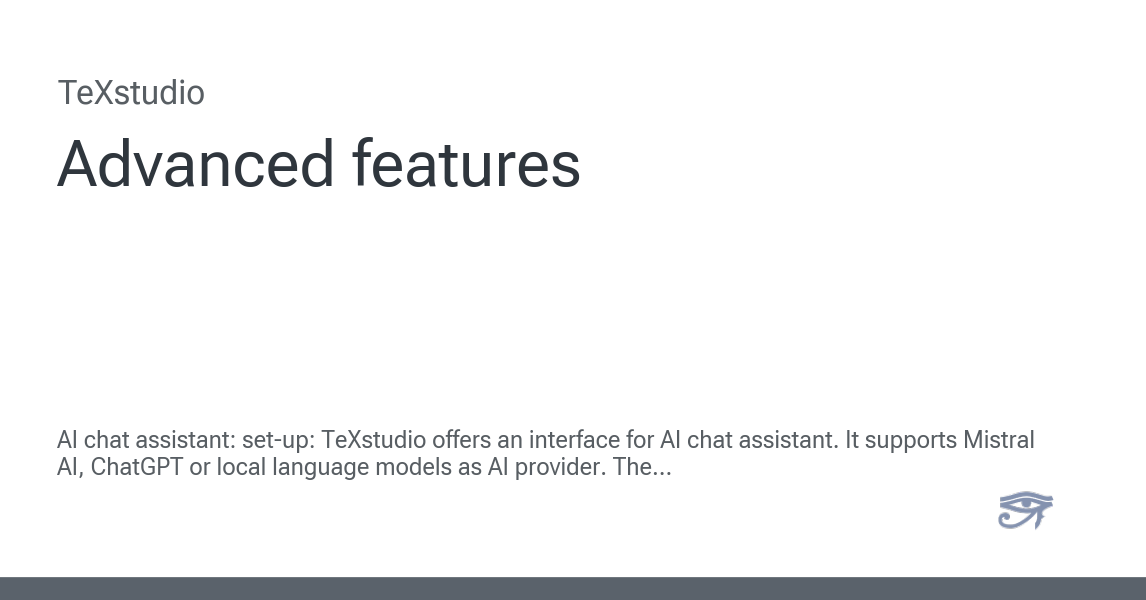 TeXstudio
Advanced features
AI chat assistant: set-up: TeXstudio offers an interface for AI chat assistant. It supports Mistral
AI, ChatGPT or local language models as AI provider. The...